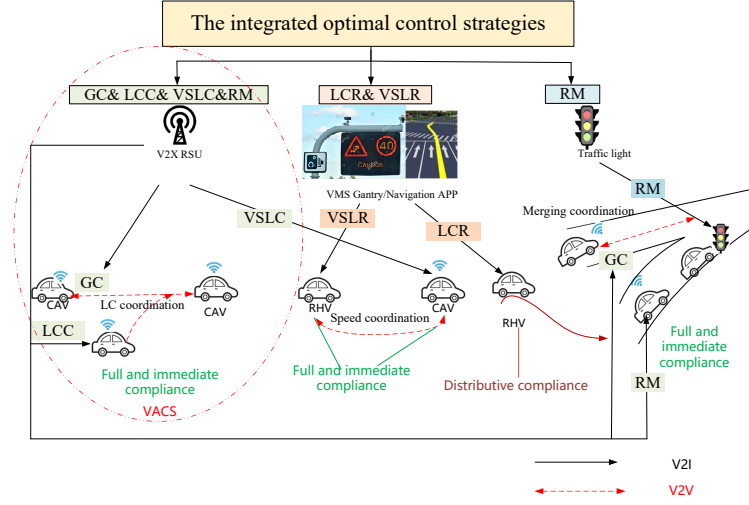 The integrated optimal control strategies
GC& LCC& VSLC&RM
LCR& VSLR
RM
V2X RSU
40
Caution
VMS Gantry/Navigation APP
Traffic light
RM
VSLC
VSLR
LCR
Merging coordination
GC
GC
CAV
LC coordination
CAV
RHV
Speed coordination
CAV
RHV
LCC
Full and immediate
compliance
VACS
Full and immediate
compliance
Distributive compliance
Full and
immediate
compliance
RM
V2I
V2V